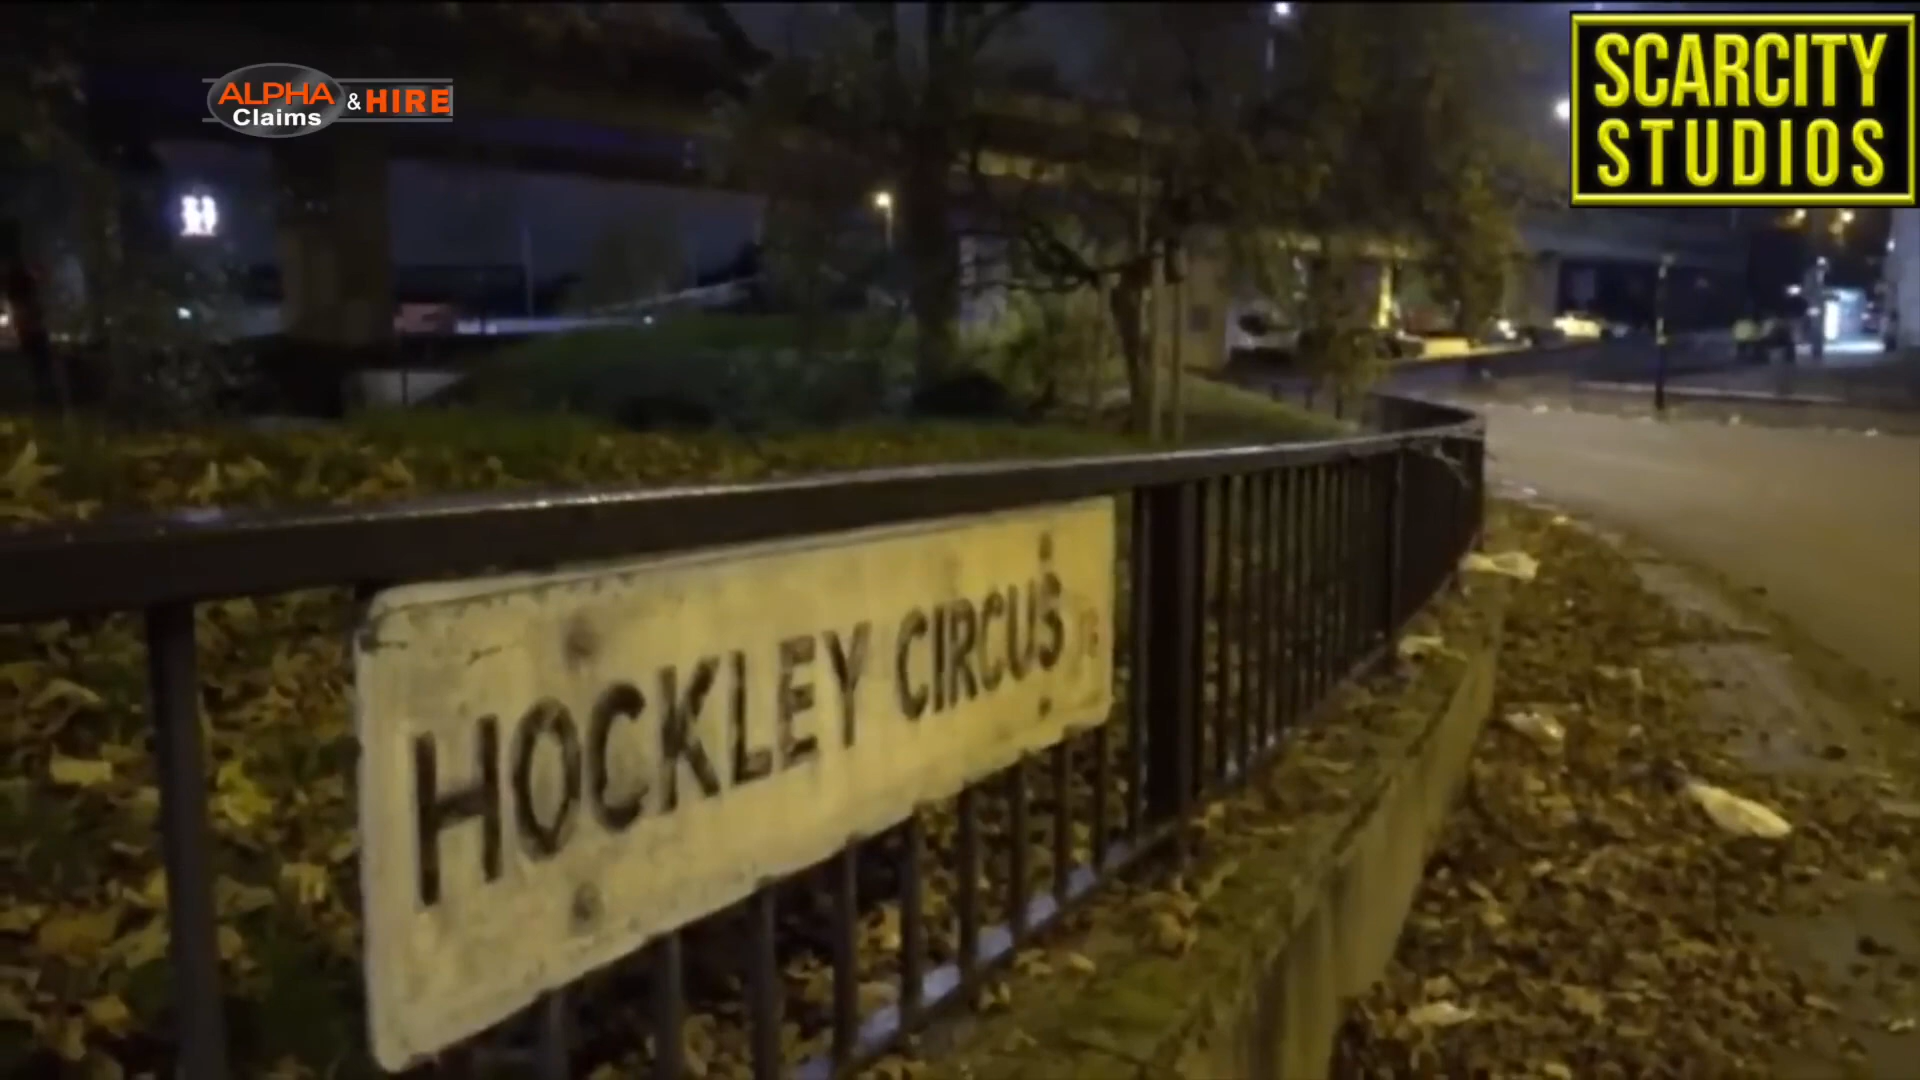 ALPHA
Claims
& HIRE
SCARCITY
STUDIOS
HOCKLEY CIRCUS